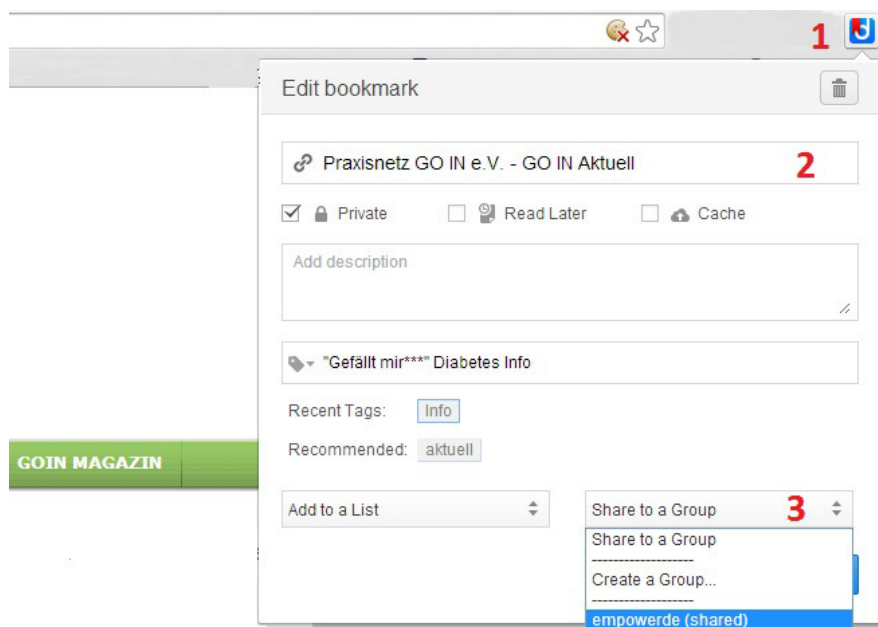 1
Edit bookmark
Praxisnetz GO IN e.V. - GO IN Aktuell 2
Private Read Later Cache
Add description
"Gefällt mir***" Diabetes Info
Recent Tags: Info
Recommended: aktuell
GOIN MAGAZIN
Add to a List
Share to a Group 3
Share to a Group
--------------------
Create a Group...
--------------------
empowerde (shared)